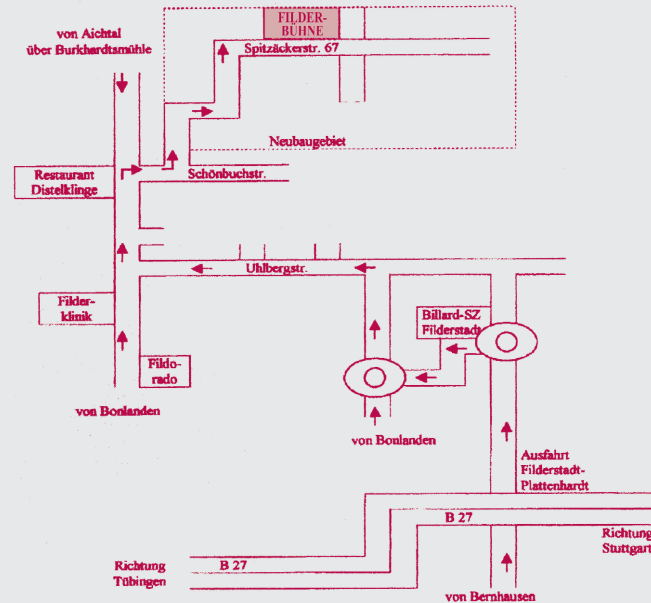 FILDER-
BÜHNE
von Aichtal
über Burkhardtsmühle
Spitzäckerstr. 67
Neubaugebiet
Restaurant
Distelklinge
Schönbuchstr.
Uhlbergstr.
Filder-
klinik
Billard-SZ
Filderstadt
Fildo-
rado
von Bonlanden
von Bonlanden
Ausfahrt
Filderstadt-
Plattenhardt
B 27
B 27
Richtung
Stuttgart
Richtung
Tübingen
von Bernhausen